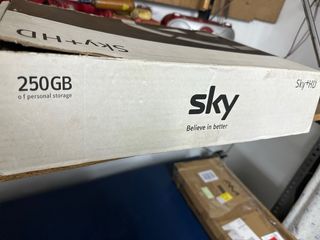 Sky+HD
250GB
of personal storage
sky
Believe in better
Sky+HD